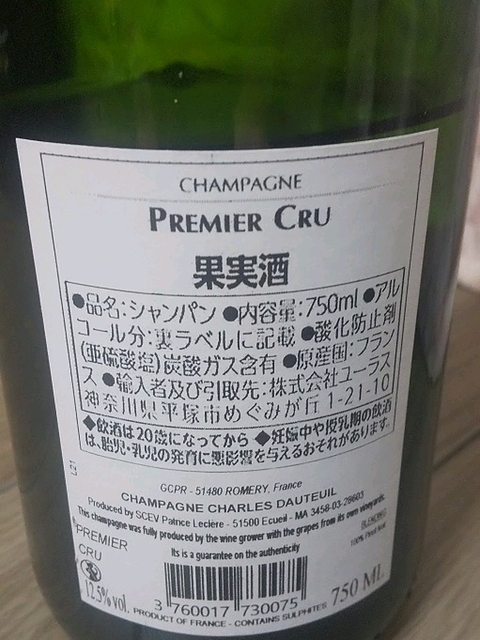 CHAMPAGNE
PREMIER CRU
果実酒
●品名:シャンパン ●内容量:750ml ●アル
コール分:裏ラベルに記載 ●酸化防止剤
(亜硫酸塩)炭酸ガス含有 ●原産国:フラン
ス ●輸入者及び引取先:株式会社ユーラス
神奈川県平塚市めぐみが丘1-21-10
◆飲酒は20歳になってから ◆妊娠中や授乳期の飲酒
は、胎児・乳児の発育に悪影響を与えるおそれがあります。
L21
GCPR - 51480 ROMERY, France
CHAMPAGNE CHARLES DAUTEUIL
Produced by SCEV Patrice Leclère - 51500 Ecueil - MA 3458-03-28603
This champagne was fully produced by the wine grower with the grapes from its own vineyards.
Its is a guarantee on the authenticity
BLENDING
100% Pinot Noir
PREMIER
CRU
12.5% vol.
3 760017 730075
750 ML
PRODUCT OF FRANCE - CONTAINS SULPHITES